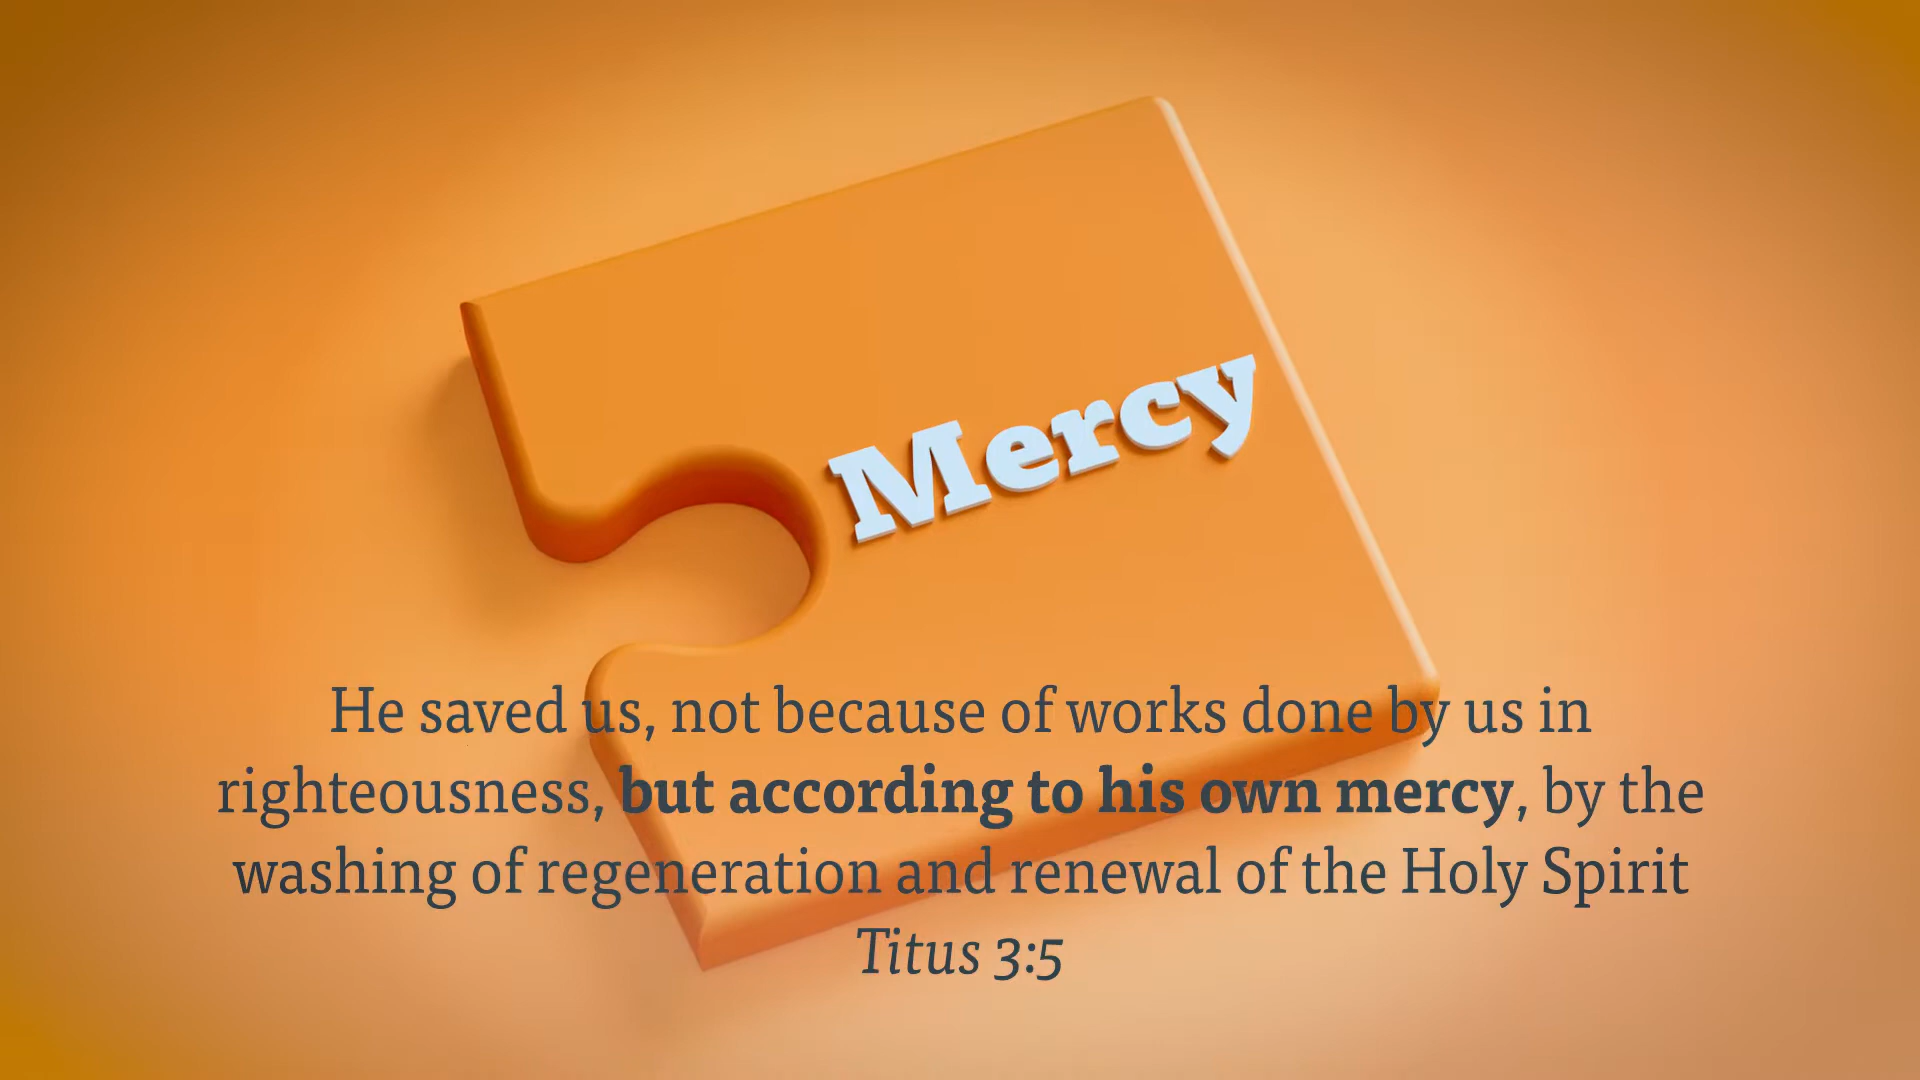 Mercy
He saved us, not because of works done by us in
righteousness, but according to his own mercy, by the
washing of regeneration and renewal of the Holy Spirit
Titus 3:5